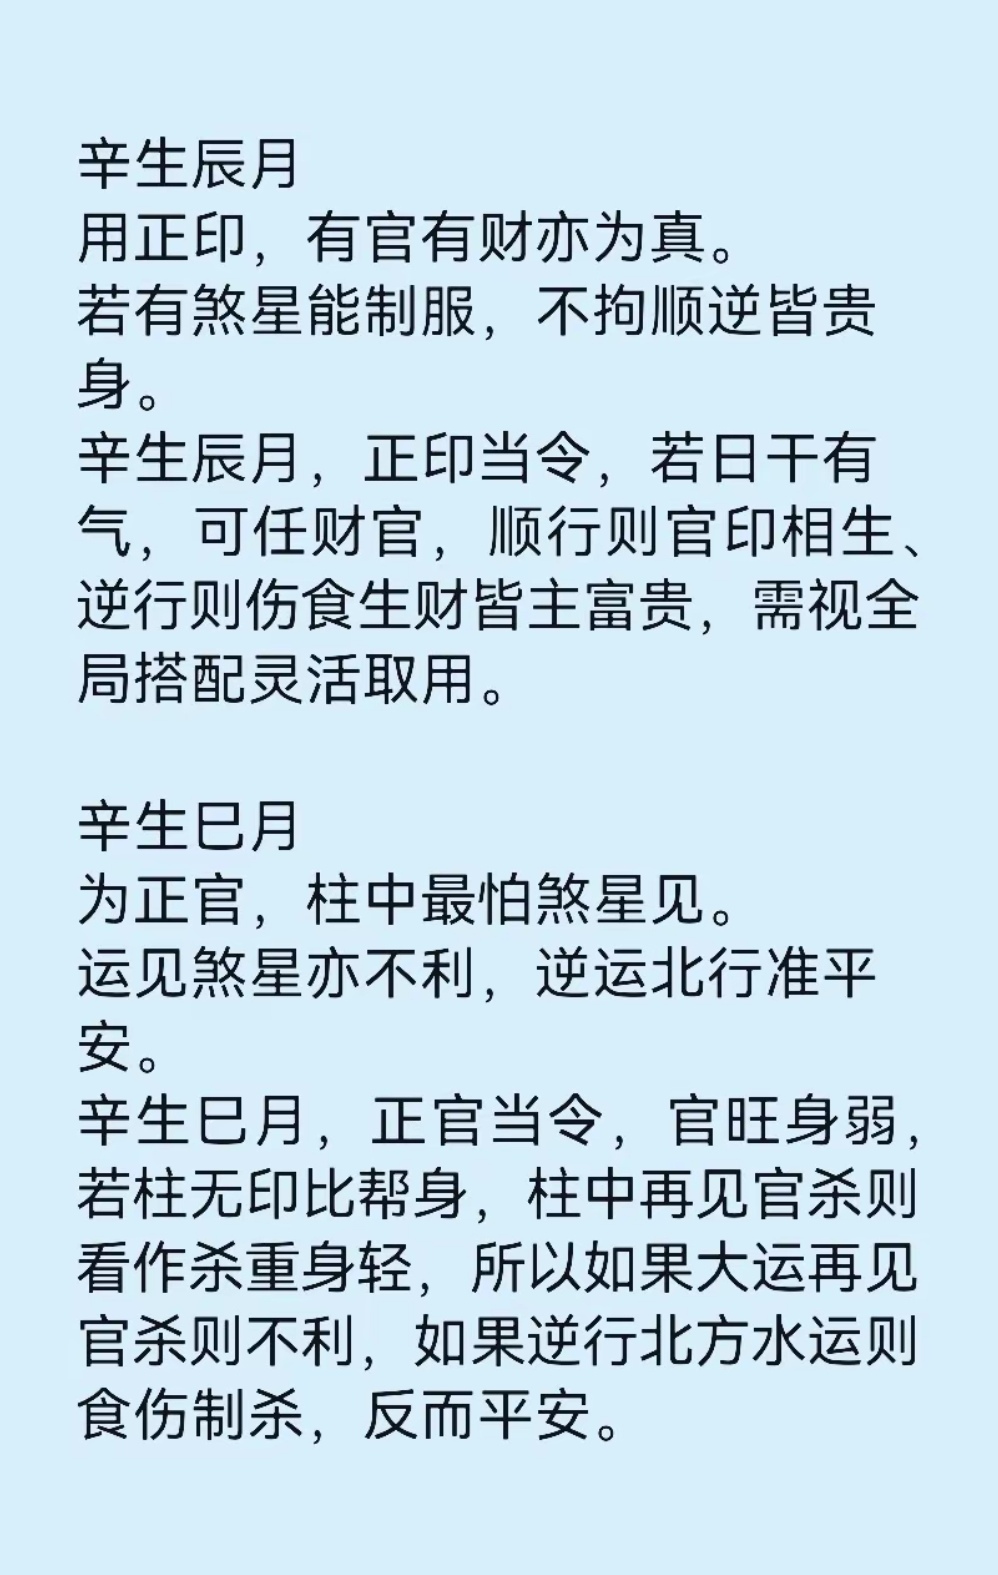 辛生辰月
用正印，有官有财亦为真。
若有煞星能制服，不拘顺逆皆贵
身。
辛生辰月，正印当令，若日干有
气，可任财官，顺行则官印相生、
逆行则伤食生财皆主富贵，需视全
局搭配灵活取用。
辛生巳月
为正官，柱中最怕煞星见。
运见煞星亦不利，逆运北行准平
安。
辛生巳月，正官当令，官旺身弱，
若柱无印比帮身，柱中再见官杀则
看作杀重身轻，所以如果大运再见
官杀则不利，如果逆行北方水运则
食伤制杀，反而平安。